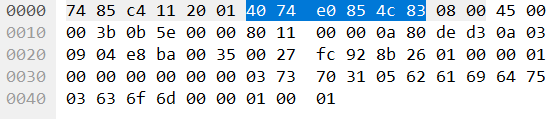 0000 74 85 c4 11 20 01 40 74 e0 85 4c 83 08 00 45 00
0010 00 3b 0b 5e 00 00 80 11 00 00 0a 80 de d3 0a 03
0020 09 04 e8 ba 00 35 00 27 fc 92 8b 26 01 00 00 01
0030 00 00 00 00 00 00 03 73 70 31 05 62 61 69 64 75
0040 03 63 6f 6d 00 00 01 00 01